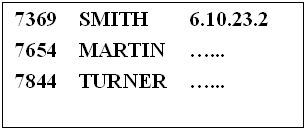 7369 SMITH 6.10.23.2
7654 MARTIN …...
7844 TURNER …...